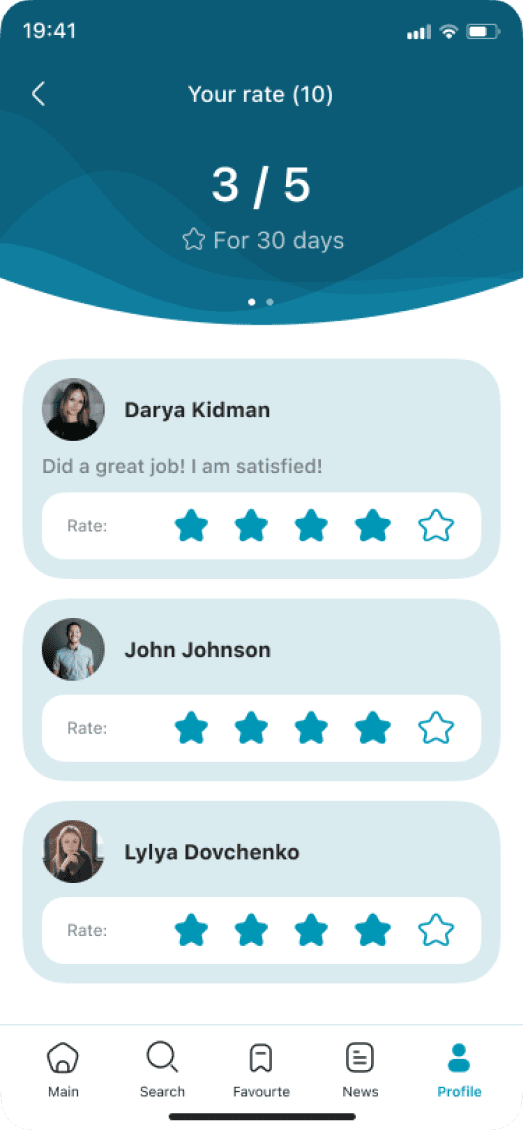 19:41
Your rate (10)
3 / 5
For 30 days
Darya Kidman
Did a great job! I am satisfied!
Rate:
John Johnson
Rate:
Lylya Dovchenko
Rate:
Main
Search
Favourte
News
Profile